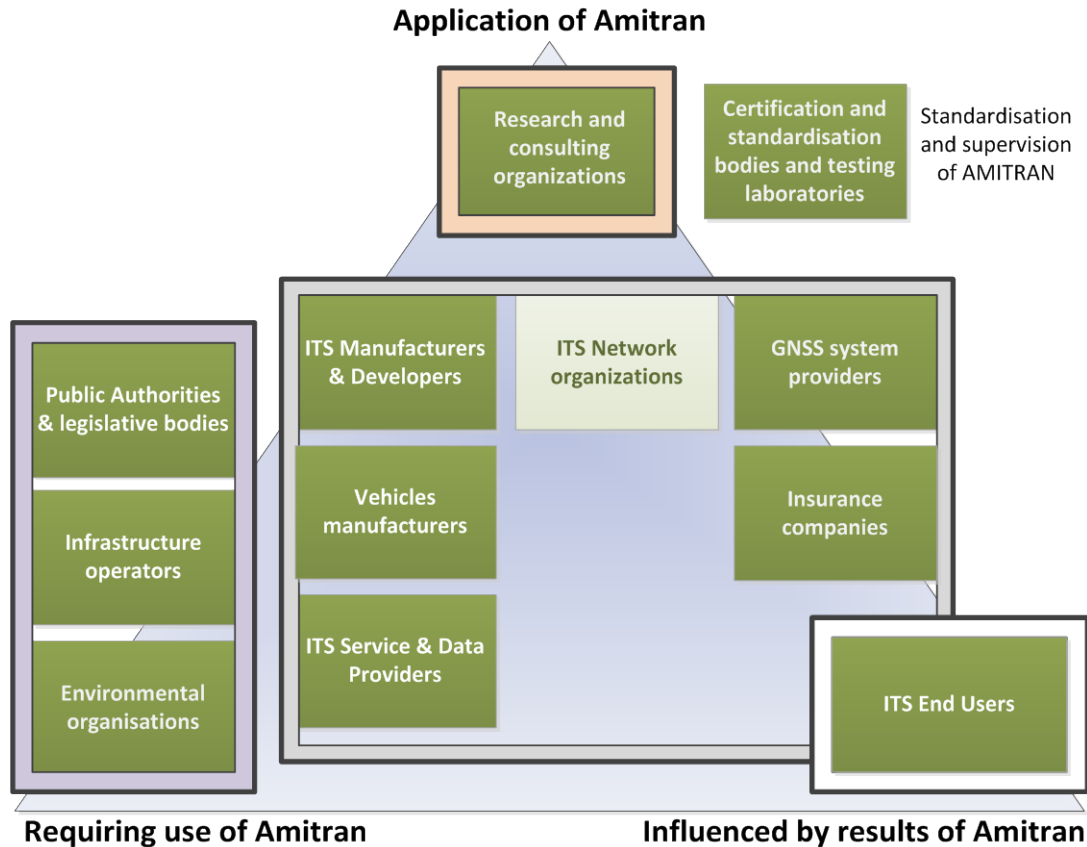 Application of Amitran
Research and
consulting
organizations
Certification and
standardisation
bodies and testing
laboratories
Standardisation
and supervision
of AMITRAN
ITS Manufacturers
& Developers
ITS Network
organizations
GNSS system
providers
Public Authorities
& legislative bodies
Vehicles
manufacturers
Insurance
companies
Infrastructure
operators
ITS Service & Data
Providers
Environmental
organisations
ITS End Users
Requiring use of Amitran
Influenced by results of Amitran